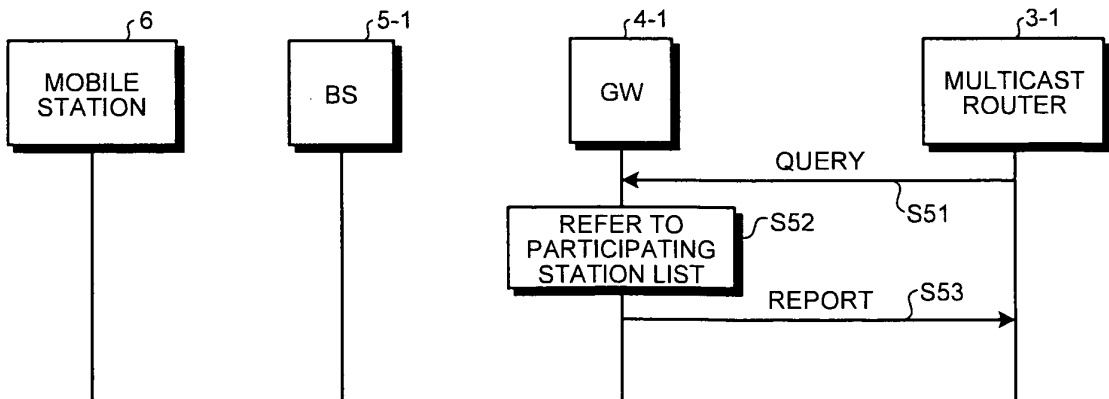 6
5-1
4-1
3-1
MOBILE
STATION
BS
GW
MULTICAST
ROUTER
QUERY
S51
REFER TO
PARTICIPATING
STATION LIST
S52
REPORT
S53